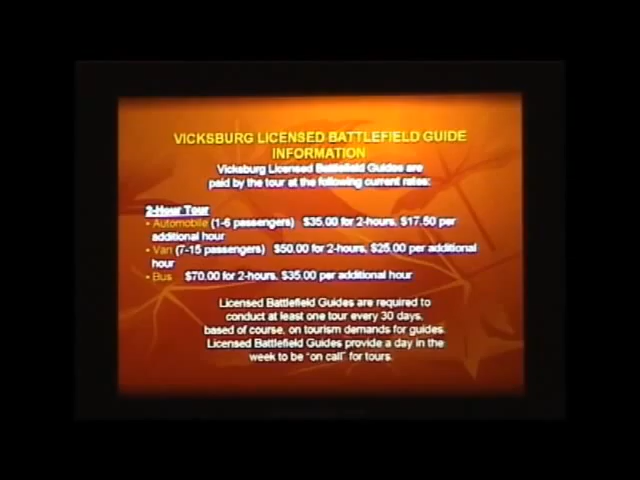 VICKSBURG LICENSED BATTLEFIELD GUIDE
INFORMATION
Vicksburg Licensed Battlefield Guides are
paid by the tour at the following current rates:
2-Hour Tour
• Automobile (1-6 passengers) $35.00 for 2-hours, $17.50 per
additional hour
• Van (7-15 passengers) $50.00 for 2-hours, $25.00 per additional
hour
• Bus $70.00 for 2-hours, $35.00 per additional hour
Licensed Battlefield Guides are required to
conduct at least one tour every 30 days,
based of course, on tourism demands for guides.
Licensed Battlefield Guides provide a day in the
week to be "on call" for tours.